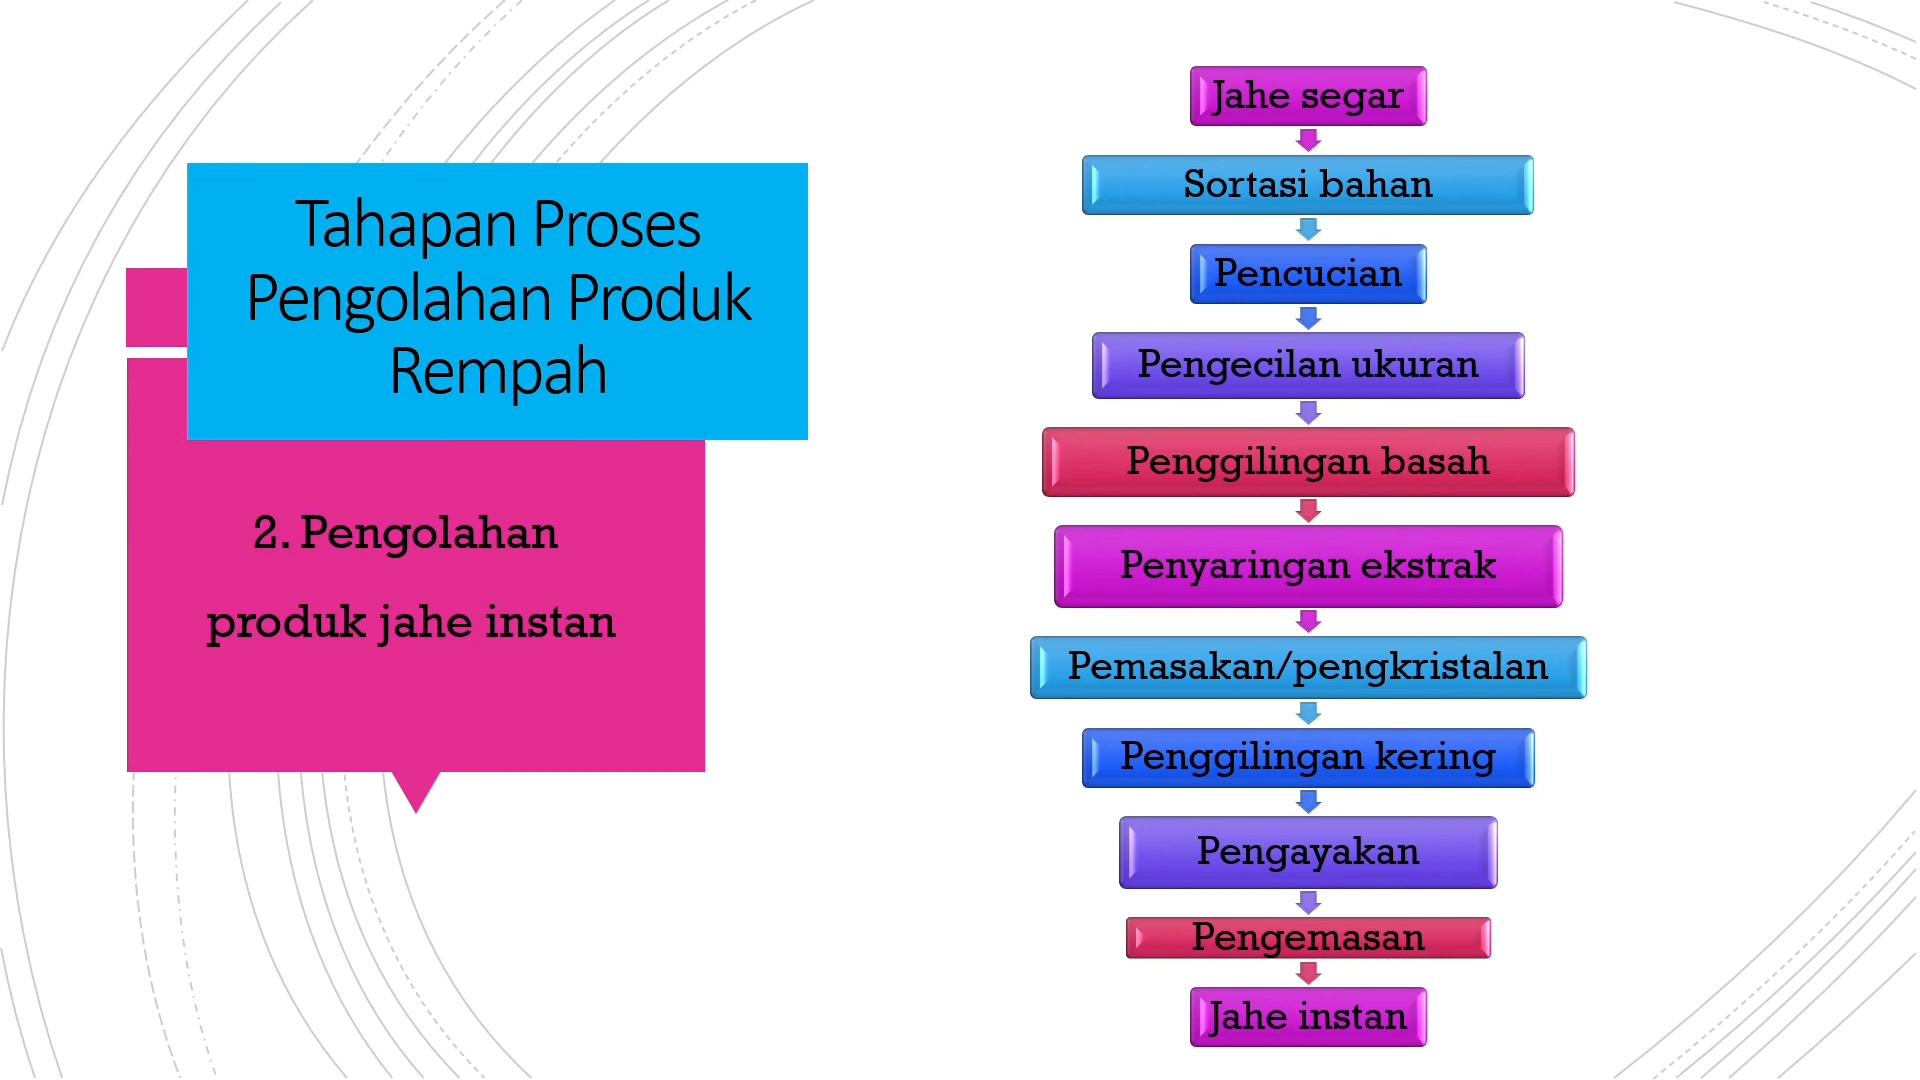 Tahapan Proses
Pengolahan Produk
Rempah
2. Pengolahan
produk jahe instan
Jahe segar
Sortasi bahan
Pencucian
Pengecilan ukuran
Penggilingan basah
Penyaringan ekstrak
Pemasakan/pengkristalan
Penggilingan kering
Pengayakan
Pengemasan
Jahe instan